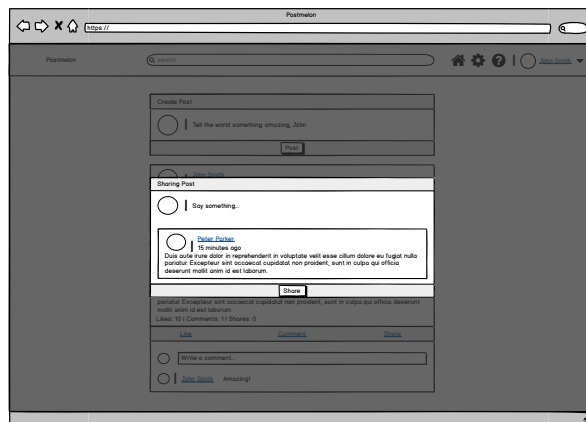 Postmelon
https://
Postmelon
search
John Smith
Create Post
Tell the world something amazing, John
Post
John Smith
Sharing Post
Say something..
Peter Parker
15 minutes ago
Duis aute irure dolor in reprehenderit in voluptate velit esse cillum dolore eu fugiat nulla
pariatur. Excepteur sint occaecat cupidatat non proident, sunt in culpa qui officia
deserunt mollit anim id est laborum.
Share
pariatur. Excepteur sint occaecat cupidatat non proident, sunt in culpa qui officia deserunt
mollit anim id est laborum.
Likes: 10 | Comments: 1 | Shares: 0
Like Comment Share
Write a comment...
John Smith Amazing!